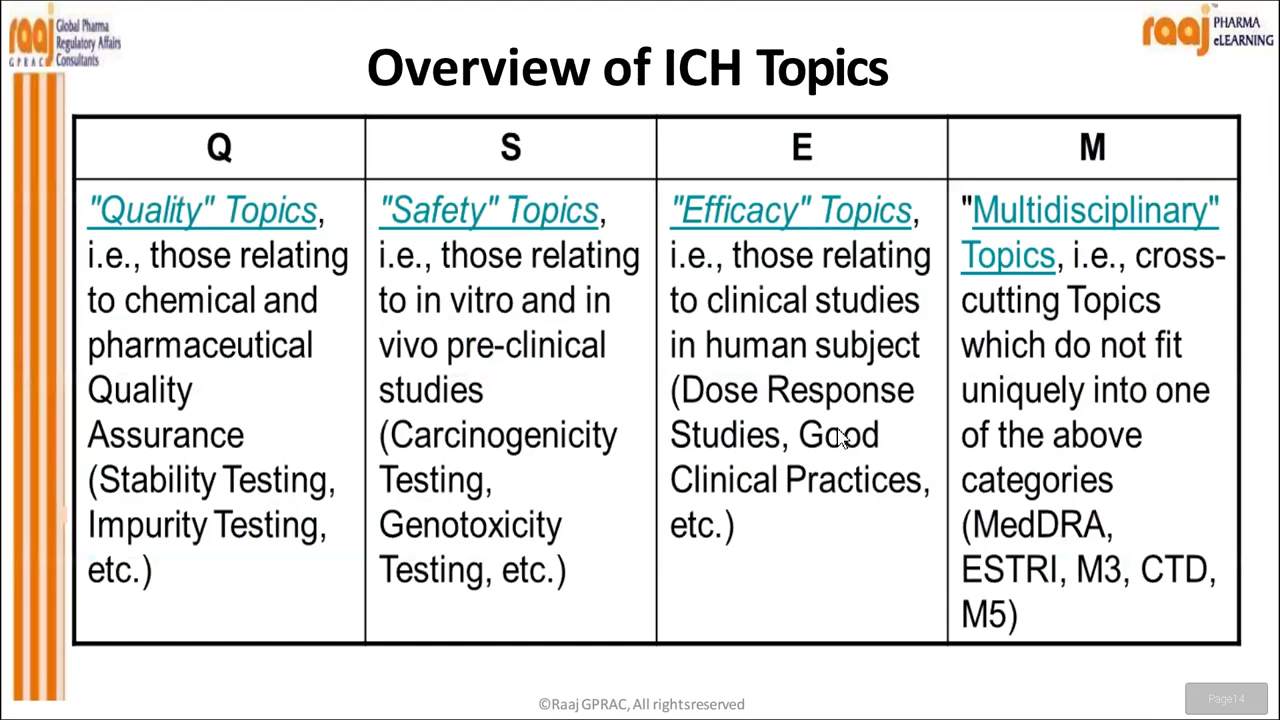 raaj
GPRAC
Global Pharma
Regulatory Affairs
Consultants
raaj™
PHARMA
eLEARNING
Overview of ICH Topics
Q
S
E
M
"Quality" Topics,
i.e., those relating
to chemical and
pharmaceutical
Quality
Assurance
(Stability Testing,
Impurity Testing,
etc.)
"Safety" Topics,
i.e., those relating
to in vitro and in
vivo pre-clinical
studies
(Carcinogenicity
Testing,
Genotoxicity
Testing, etc.)
"Efficacy" Topics,
i.e., those relating
to clinical studies
in human subject
(Dose Response
Studies, Good
Clinical Practices,
etc.)
"Multidisciplinary"
Topics, i.e., cross-
cutting Topics
which do not fit
uniquely into one
of the above
categories
(MedDRA,
ESTRI, M3, CTD,
M5)
©Raaj GPRAC, All rightsreserved
Page14